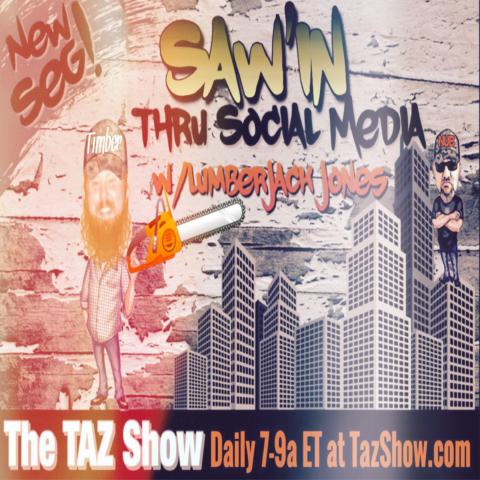 New
Seg!
SAW'IN
THRU SOCIAL MEDIA
W/LUMBERJACK JONES
Timber
The TAZ Show Daily 7-9a ET at TazShow.com